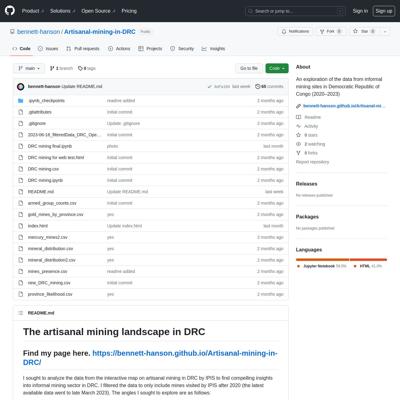 Product Solutions Open Source Pricing
Search or jump to...
Sign in Sign up
bennett-hanson / Artisanal-mining-in-DRC Public
Notifications Fork 0 Star 0
Code Issues Pull requests Actions Projects Security Insights
main 1 branch 0 tags Go to file Code
bennett-hanson Update README.md last week 65 commits
.ipynb_checkpoints readme added 2 months ago
.gitattributes Initial commit 2 months ago
.gitignore Update .gitignore 2 months ago
2023-06-16_filteredData_DRC_Ope... initial commit 2 months ago
DRC mining final.ipynb photo last month
DRC mining for web test.html initial commit 2 months ago
DRC mining.csv initial commit 2 months ago
DRC mining.ipynb initial commit 2 months ago
README.md Update README.md last week
armed_group_counts.csv initial commit 2 months ago
gold_mines_by_province.csv yes 2 months ago
index.html Update index.html last month
mercury_mines2.csv yes 2 months ago
mineral_distribution.csv yes 2 months ago
mineral_distribution2.csv yes 2 months ago
mines_presence.csv readme added 2 months ago
new_DRC_mining.csv initial commit 2 months ago
province_likelihood.csv yes 2 months ago
README.md
The artisanal mining landscape in DRC
Find my page here. https://bennett-hanson.github.io/Artisanal-mining-in-
DRC/
I sought to analyze the data from the interactive map on artisanal mining in DRC by IPIS to find compelling insights
into informal mining sector in DRC. I filtered the data to only include mines visited by IPIS after 2020 (the latest
available data went to late March 2023). The angles I sought to explore are as follows:
About
An exploration of the data from informal
mining sites in Democratic Republic of
Congo (2020–2023)
bennett-hanson.github.io/Artisanal-m...
Readme
Activity
0 stars
2 watching
0 forks
Report repository
Releases
No releases published
Packages
No packages published
Languages
Jupyter Notebook HTML